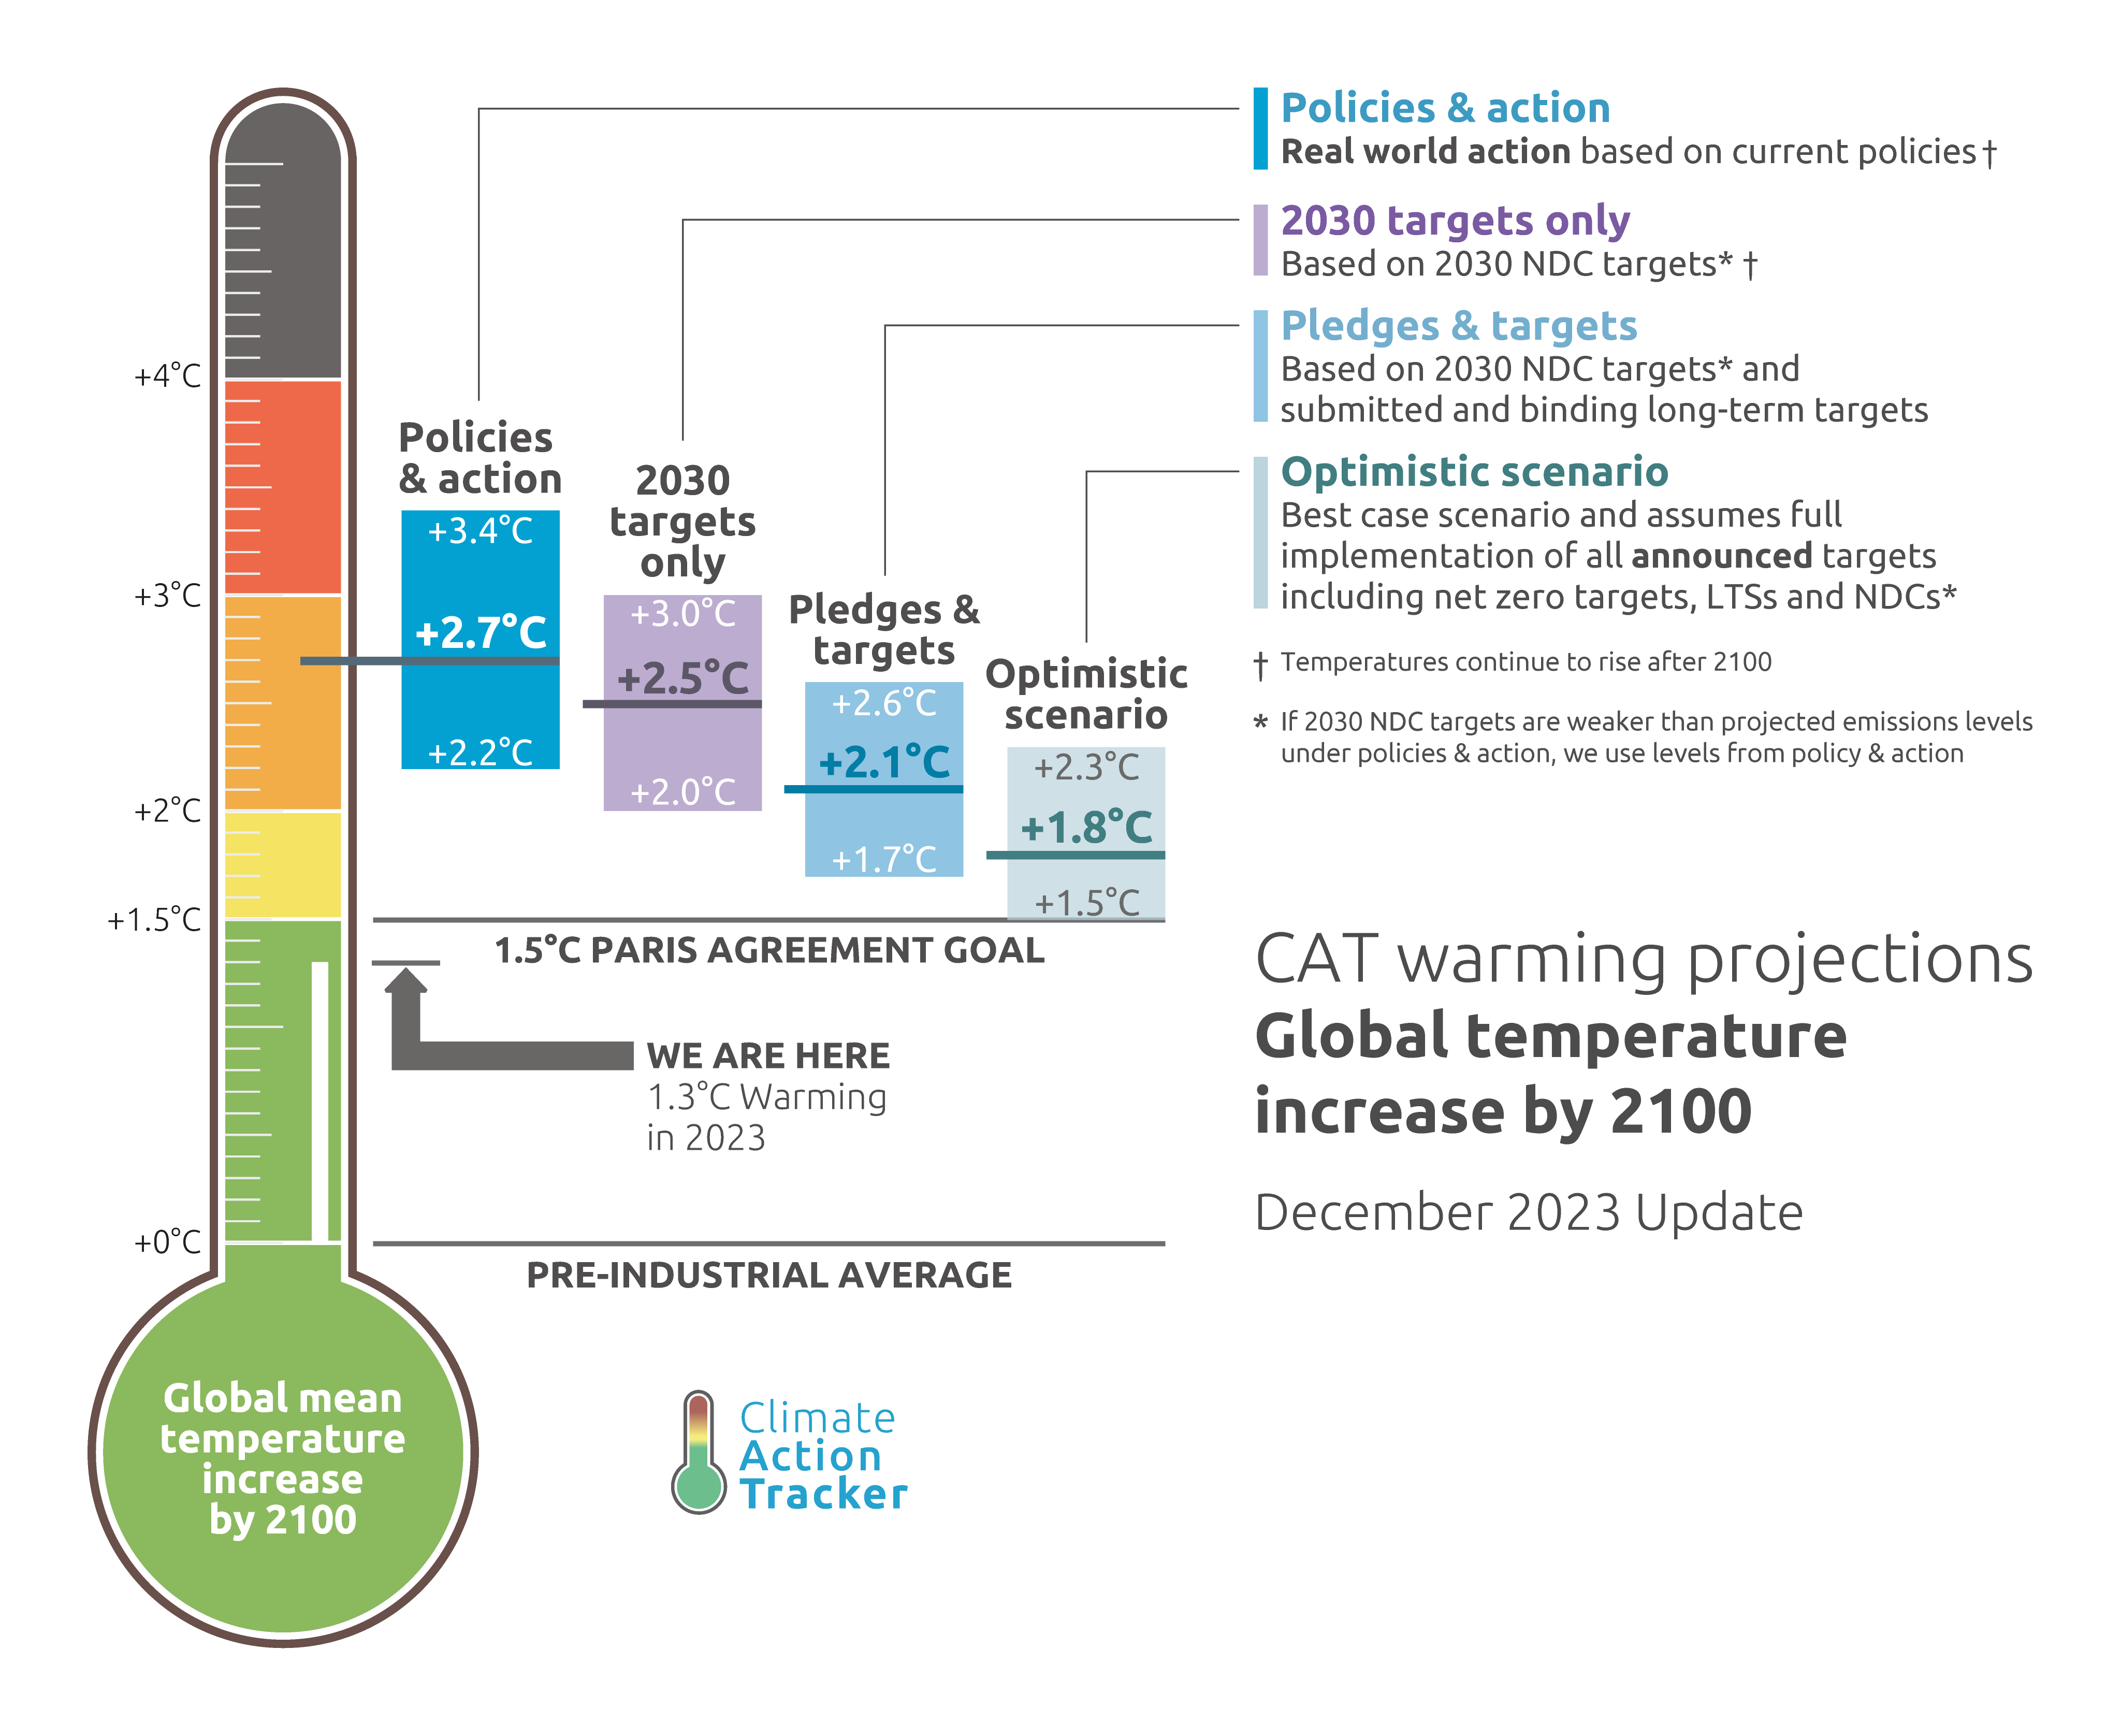 +4°C
+3°C
+2°C
+1.5°C
+0°C
Global mean
temperature
increase
by 2100
Policies
& action
+3.4°C
+2.7°C
+2.2°C
2030
targets
only
+3.0°C
+2.5°C
+2.0°C
Pledges &
targets
+2.6°C
+2.1°C
+1.7°C
Optimistic
scenario
+2.3°C
+1.8°C
+1.5°C
1.5°C PARIS AGREEMENT GOAL
WE ARE HERE
1.3°C Warming
in 2023
PRE-INDUSTRIAL AVERAGE
Climate
Action
Tracker
Policies & action
Real world action based on current policies †
2030 targets only
Based on 2030 NDC targets* †
Pledges & targets
Based on 2030 NDC targets* and
submitted and binding long-term targets
Optimistic scenario
Best case scenario and assumes full
implementation of all announced targets
including net zero targets, LTSs and NDCs*
† Temperatures continue to rise after 2100
* If 2030 NDC targets are weaker than projected emissions levels
under policies & action, we use levels from policy & action
CAT warming projections
Global temperature
increase by 2100
December 2023 Update